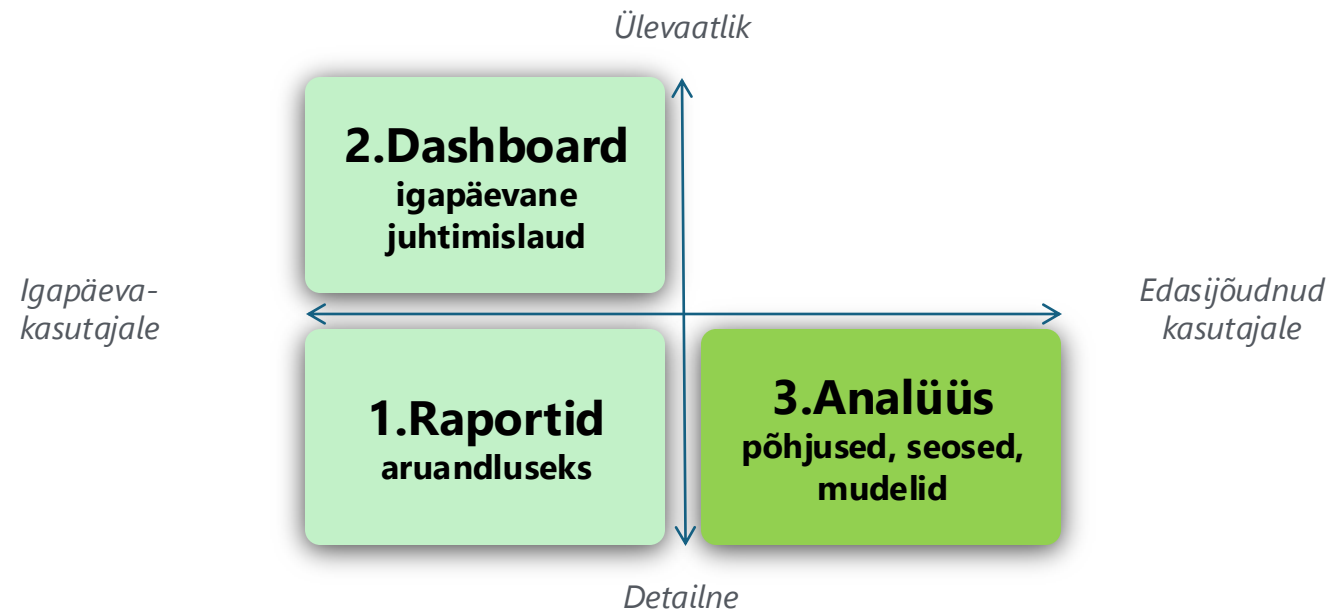 Ülevaatlik
2.Dashboard
igapäevane
juhtimislaud
Igapäeva-
kasutajale
Edasijõudnud
kasutajale
1.Raportid
aruandluseks
3.Analüüs
põhjused, seosed,
mudelid
Detailne